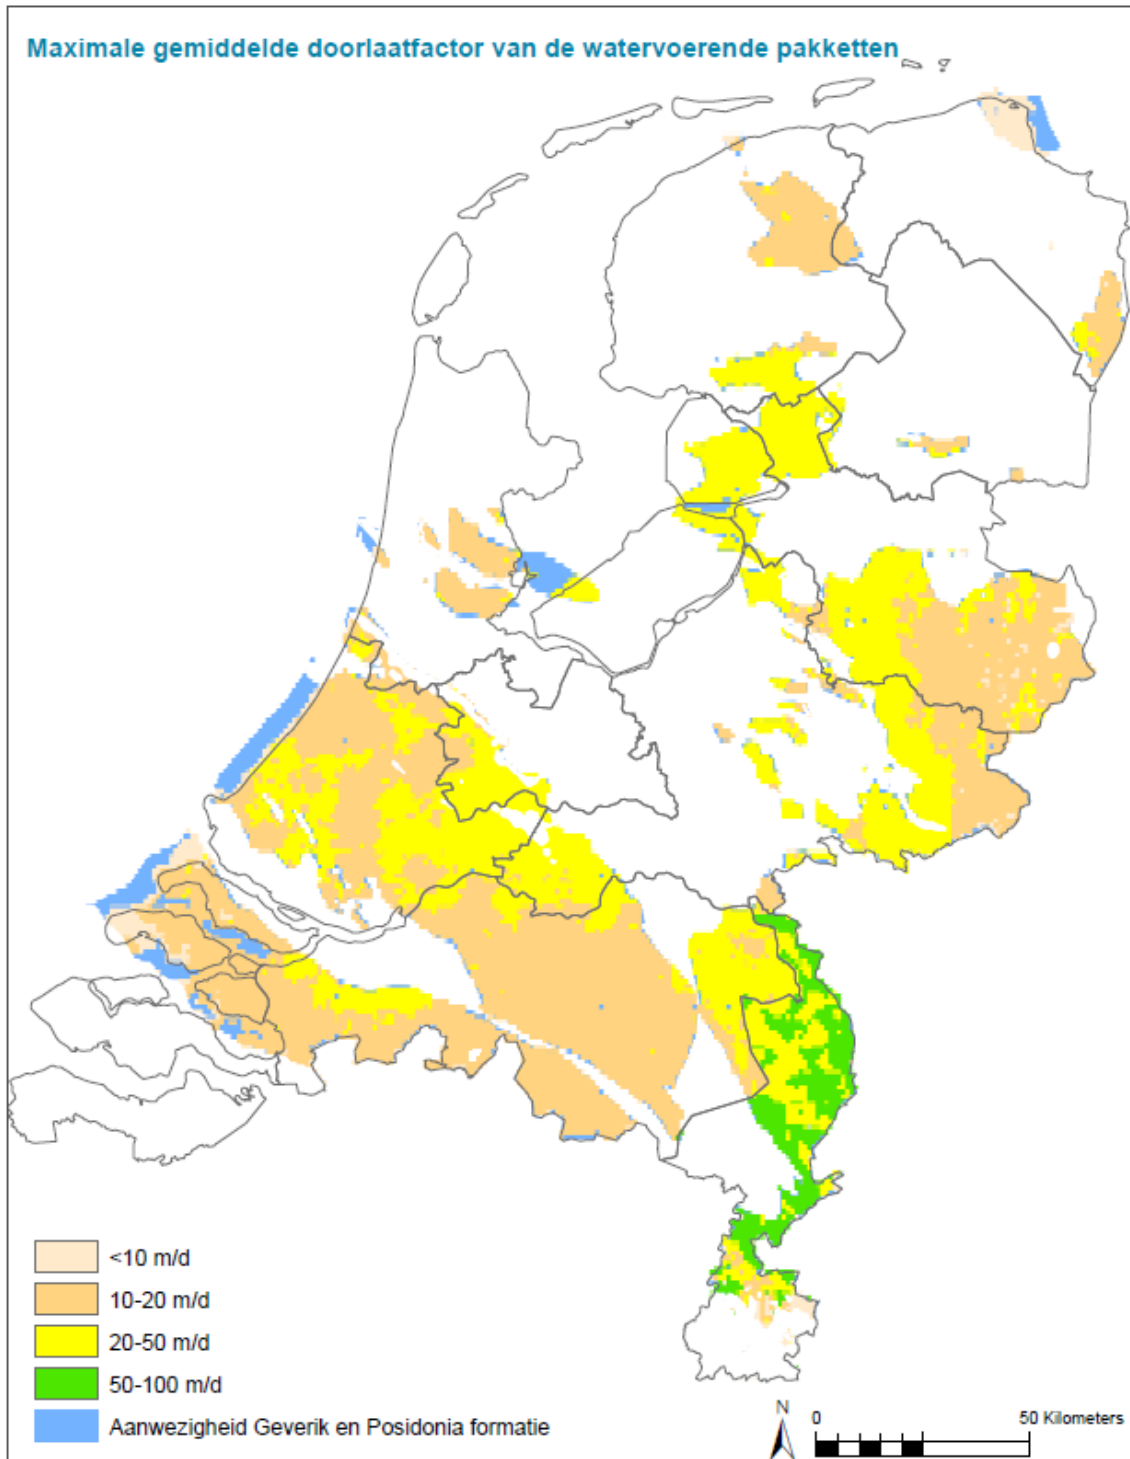 Maximale gemiddelde doorlaatfactor van de watervoerende pakketten
<10 m/d
10-20 m/d
20-50 m/d
50-100 m/d
Aanwezigheid Geverik en Posidonia formatie
N
0 50 Kilometers